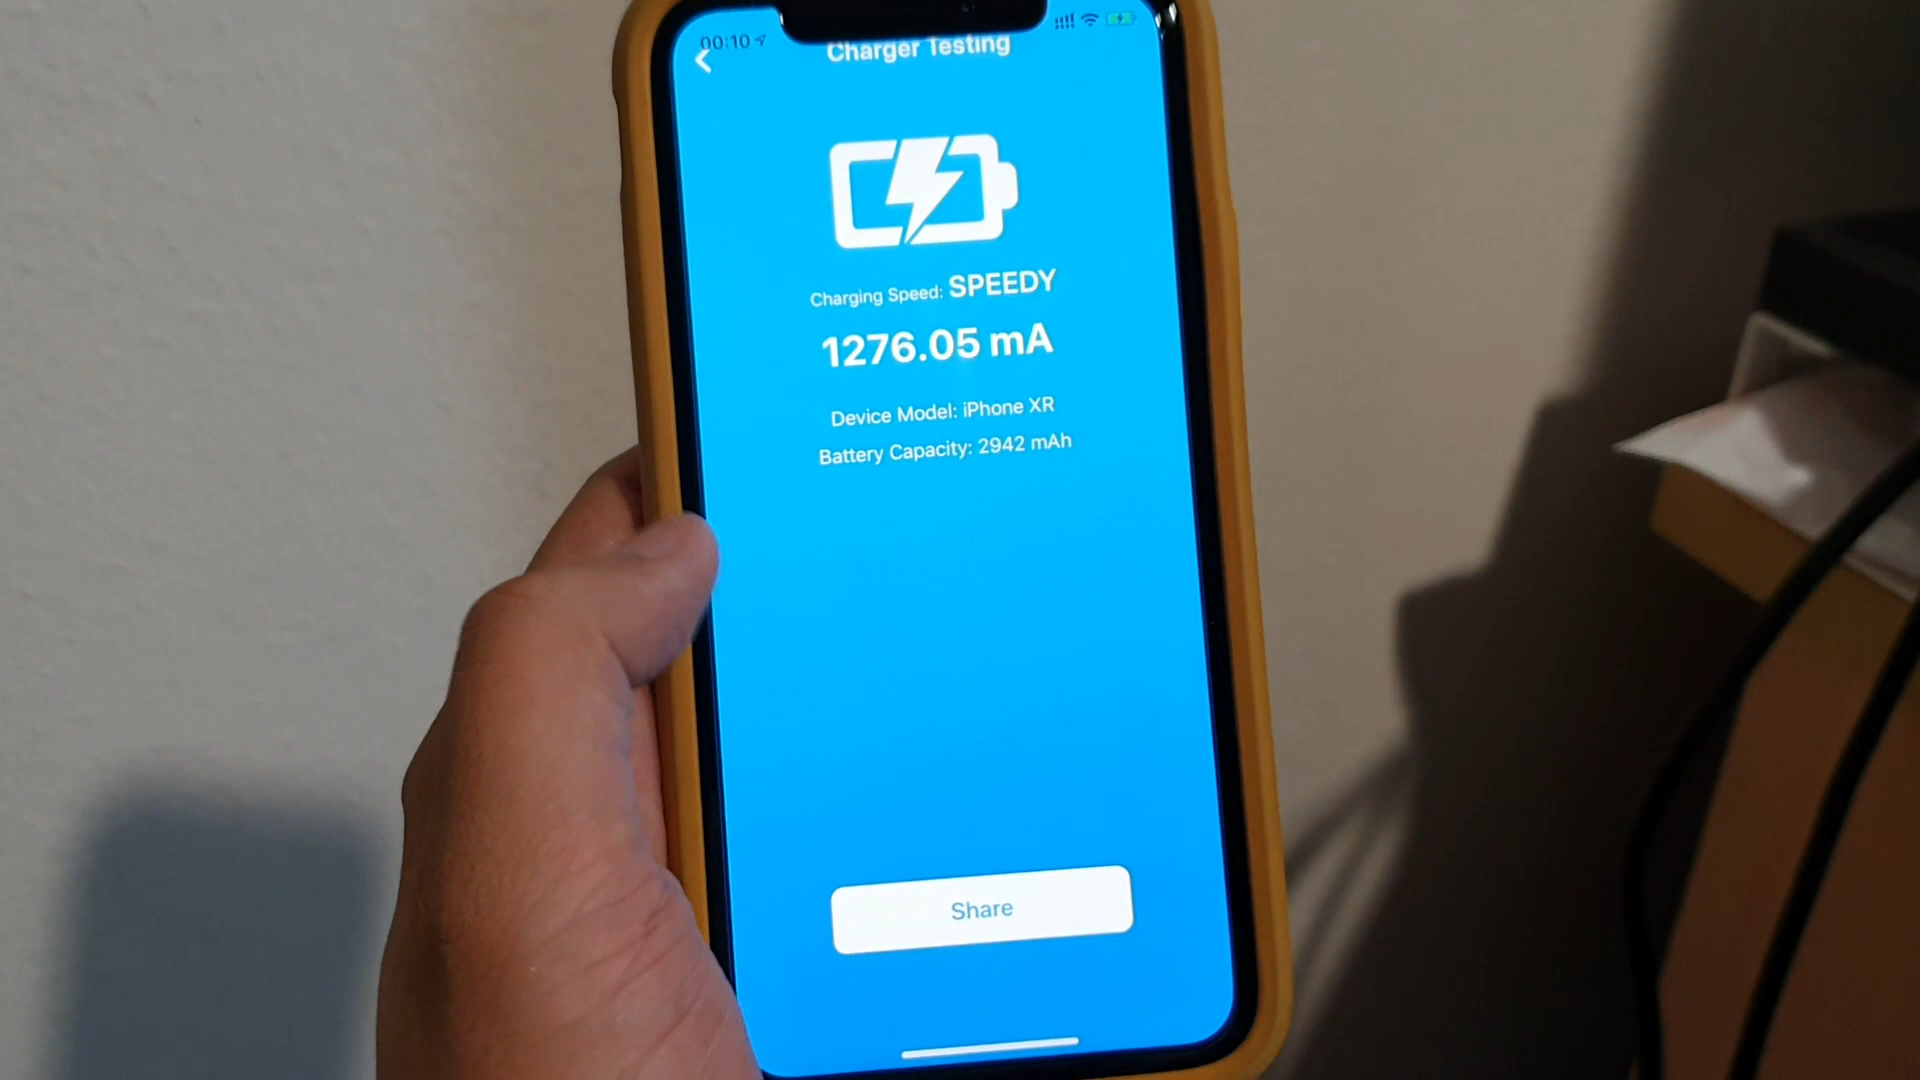 00:10
Charger Testing
Charging Speed: SPEEDY
1276.05 mA
Device Model: iPhone XR
Battery Capacity: 2942 mAh
Share